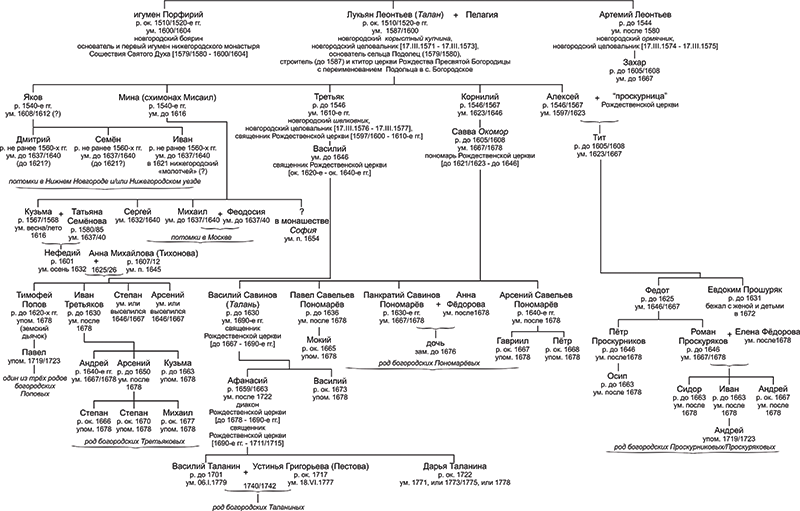 игумен Порфирий
р. ок. 1510/1520-е гг.
ум. 1600/1604
новгородский боярин
основатель и первый игумен нижегородского монастыря
Сошествия Святого Духа [1579/1580 - 1600/1604]
Лукьян Леонтьев (Талан) + Пелагия
р. ок. 1510/1520-е гг.
ум. 1587/1600
новгородский корыстный купчина,
новгородский целовальник [17.III.1571 - 17.III.1573],
основатель сельца Подолец (1579/1580),
строитель (до 1587) и ктитор церкви Рождества Пресвятой Богородицы
с переименованием Подольца в с. Богородское
Артемий Леонтьев
р. до 1544
ум. после 1580
новгородский ормячник,
новгородский целовальник [17.III.1574 - 17.III.1575]
Захар
р. до 1605/1608
ум. до 1667
Яков
р. 1540-е гг.
ум. 1608/1612 (?)
Мина (схимонах Мисаил)
р. 1540-е гг.
ум. до 1616
Третьяк
р. до 1546
ум. 1610-е гг.
новгородский шелковник,
новгородский целовальник [17.III.1576 - 17.III.1577],
священник Рождественской церкви [1597/1600 - 1610-е гг.]
Корнилий
р. 1546/1567
ум. 1623/1646
Алексей
р. 1546/1567
ум. 1597/1623
+ "проскурница"
Рождественской церкви
Дмитрий
р. не ранее 1560-х гг.
ум. до 1637/1640
(до 1621?)
Семён
р. не ранее 1560-х гг.
ум. до 1637/1640
(до 1621?)
Иван
р. не ранее 1560-х гг.
ум. до 1637/1640
в 1621 нижегородский
«молотчей» (?)
потомки в Нижнем Новгороде и/или Нижегородском уезде
Василий
ум. до 1646
священник Рождественской церкви
[ок. 1620-е - ок. 1640-е гг.]
Савва Окомор
р. до 1605/1608
ум. 1667/1678
пономарь Рождественской церкви
[до 1621/1623 - до 1646]
Тит
р. до 1605/1608
ум. 1623/1667
Кузьма +
р. 1567/1568
ум. весна/лето
1616
Татьяна
Семёнова
р. 1580/85
ум. 1637/40
Сергей
ум. 1632/1640
Михаил +
ум. до 1637/1640
Феодосия
ум. до 1637/40
потомки в Москве
?
в монашестве
София
ум. п. 1654
Нефедий +
р. 1601
ум. осень 1632
Анна Михайлова (Тихонова)
р. 1607/12
1625/26 ум. п. 1645
Тимофей
Попов
р. до 1620-х гг.
упом. 1678
(земский
дьячок)
Иван
Третьяков
р. до 1630
ум. после
1678
Степан
ум. или
выселился
1646/1667
Арсений
ум. или
выселился
1646/1667
Василий Савинов
(Талань)
р. до 1630
ум. 1690-е гг.
священник
Рождественской церкви
[до 1667 - 1690-е гг.]
Павел Савельев
Пономарёв
р. до 1636
ум. после 1678
Панкратий Савинов
Пономарёв +
р. 1630-е гг.
ум. 1667/1678
Анна
Фёдорова
ум. после1678
Арсений Савельев
Пономарёв
р. 1640-е гг.
ум. после 1678
Федот
р. до 1625
ум. 1646/1667
Евдоким Прошуряк
р. до 1631
бежал с женой и детьми
в 1672
Павел
упом. 1719/1723
один из трёх родов
богородских
Поповых
Андрей
р. 1640-е гг.
ум. 1667/1678
Арсений
р. до 1650
ум. после
1678
Кузьма
р. до 1663
упом. 1678
Мокий
р. ок. 1665
упом. 1678
дочь
зам. до 1676
Гавриил
р. ок. 1667
упом. 1678
Пётр
р. ок. 1668
упом. 1678
род богородских Пономарёвых
Пётр
Проскурников
р. до 1646
ум. после1678
Роман
Проскуряков +
р. до 1646
ум. 1667/1678
Елена Фёдорова
ум. после1678
Степан
р. ок. 1666
упом. 1678
Степан
р. ок. 1670
упом. 1678
Михаил
р. ок. 1677
упом. 1678
род богородских Третьяковых
Афанасий
р. 1659/1663
ум. после 1722
диакон
Рождественской церкви
[до 1678 - 1690-е гг.]
священник
Рождественской церкви
[1690-е гг. - 1711/1715]
Василий
р. ок. 1673
упом. 1678
Осип
р. до 1663
ум. после
1678
Сидор
р. до 1663
ум. после
1678
Иван
р. до 1663
ум. после
1678
Андрей
р. ок. 1667
ум. после
1678
Андрей
упом. 1719/1723
род богородских Проскурниковых/Проскуряковых
Василий Таланин +
р. до 1701
ум. 06.I.1779
Устинья Григорьева (Пестова)
р. ок. 1717
1740/1742 ум. 18.VI.1777
Дарья Таланина
р. ок. 1722
ум. 1771, или 1773/1775, или 1778
род богородских Таланиных